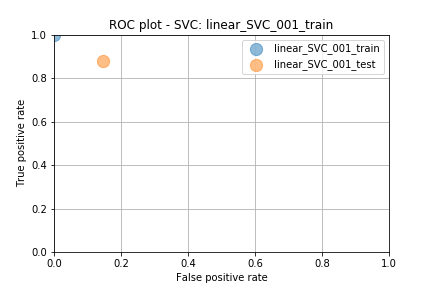 ROC plot - SVC: linear_SVC_001_train
linear_SVC_001_train
linear_SVC_001_test
True positive rate
1.0
0.8
0.6
0.4
0.2
0.0
0.0 0.2 0.4 0.6 0.8 1.0
False positive rate